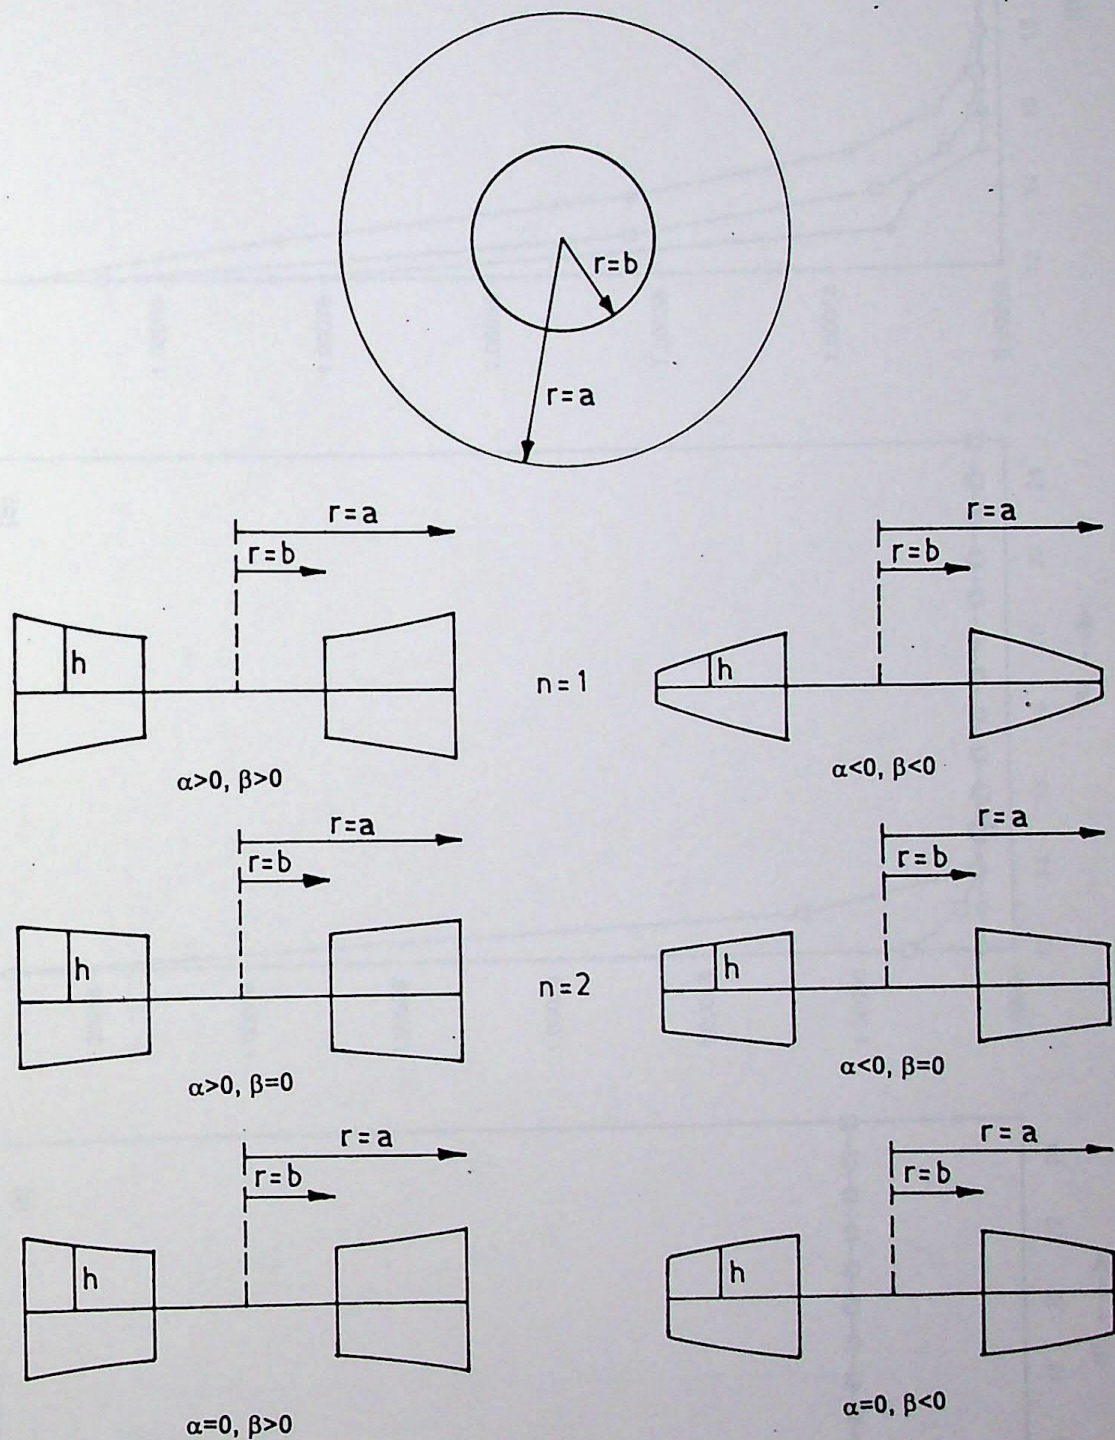 r=b
r=a
r=a
r=b
h
α>0, β>0
n=1
r=a
r=b
h
α<0, β<0
r=a
r=b
h
α>0, β=0
n=2
r=a
r=b
h
α<0, β=0
r=a
r=b
h
α=0, β>0
r=a
r=b
h
α=0, β<0